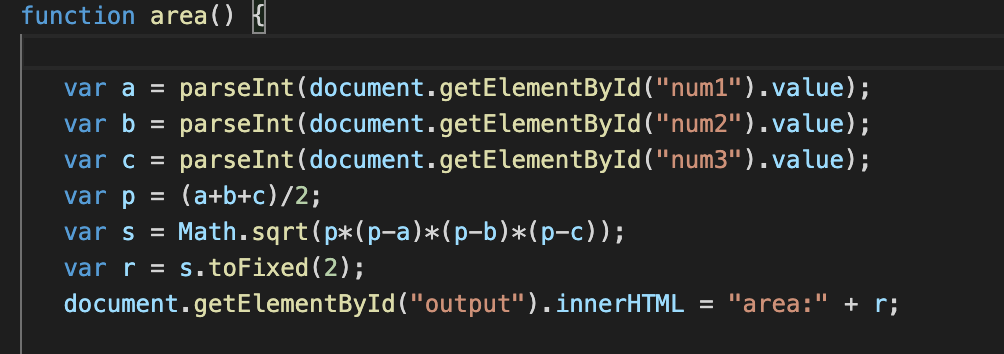 function area() {
var a = parseInt(document.getElementById("num1").value);
var b = parseInt(document.getElementById("num2").value);
var c = parseInt(document.getElementById("num3").value);
var p = (a+b+c)/2;
var s = Math.sqrt(p*(p-a)*(p-b)*(p-c));
var r = s.toFixed(2);
document.getElementById("output").innerHTML = "area:" + r;